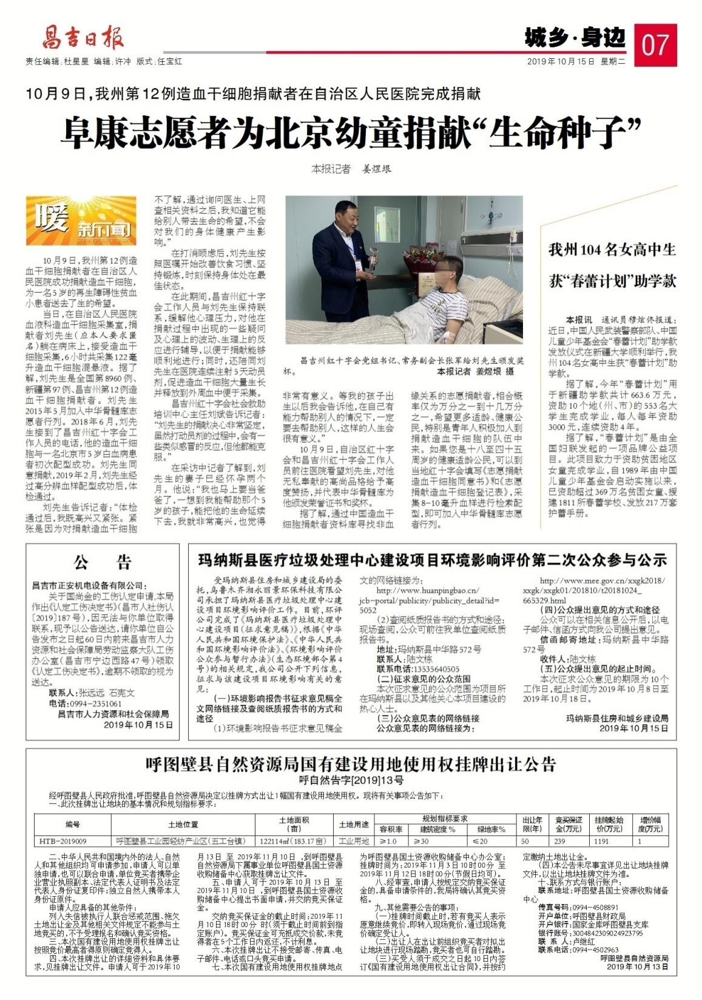 昌吉日报
城乡·身边
07
责任编辑:杜星星 编辑:许冲 版式:任宝红
2019年10月15日 星期二
10月9日,我州第12例造血干细胞捐献者在自治区人民医院完成捐献
阜康志愿者为北京幼童捐献“生命种子”
本报记者 姜煜垠
暖
新闻
10月9日,我州第12例造
血干细胞捐献者在自治区人
民医院成功捐献造血干细胞,
为一名5岁的再生障碍性贫血
小患者送去了生的希望。
当日,在自治区人民医院
血液科造血干细胞采集室,捐
献者刘先生(应本人要求匿
名)躺在病床上,接受造血干
细胞采集,6小时共采集122毫
升造血干细胞混悬液。据了
解,刘先生是全国第8960例、
新疆第97例、昌吉州第12例造
血干细胞捐献者。刘先生
2015年5月加入中华骨髓库志
愿者行列。2018年6月,刘先
生接到了昌吉州红十字会工
作人员的电话,他的造血干细
胞与一名北京市5岁白血病患
者初次配型成功。刘先生同
意捐献,2019年2月,刘先生经
过高分辨血样配型成功后,体
检通过。
刘先生告诉记者:“体检
通过后,我既高兴又紧张。紧
张是因为对捐献造血干细胞
不了解,通过询问医生、上网
查相关资料之后,我知道它能
给别人带去生命的希望,不会
对我们的身体健康产生影
响。”
在打消顾虑后,刘先生按
照医嘱开始改善饮食习惯、坚
持锻炼,时刻保持身体处在最
佳状态。
在此期间,昌吉州红十字
会工作人员与刘先生保持联
系,缓解他心理压力,对他在
捐献过程中出现的一些疑问
及心理上的波动、生理上的反
应进行辅导,以便于捐献能够
顺利地进行;同时,还陪同刘
先生在医院连续注射5天动员
剂,促进造血干细胞大量生长
并释放到外周血中便于采集。
昌吉州红十字会社会救助
培训中心主任刘斌告诉记者:
“刘先生的捐献决心非常坚定,
虽然打动员剂的过程中,会有一
些类似感冒的反应,但他都能克
服。”
在采访中记者了解到,刘
先生的妻子已经怀孕两个
月。他说:“我也马上要当爸
爸了,一想到我能帮助那个5
岁的孩子,能把他的生命延续
下去,我就非常高兴,也觉得
昌吉州红十字会党组书记、常务副会长张军给刘先生颁发奖
杯。 本报记者 姜煜垠 摄
非常有意义。等我的孩子出
生以后我会告诉他,在自己有
能力帮助别人的情况下,一定
要去帮助别人,这样的人生会
很有意义。”
10月9日,自治区红十字
会和昌吉州红十字会工作人
员前往医院看望刘先生,对他
无私奉献的高尚品格给予高
度赞扬,并代表中华骨髓库为
他颁发荣誉证书和奖杯。
据了解,通过中国造血干
细胞捐献者资料库寻找非血
缘关系的志愿捐献者,相合概
率仅为万分之一到十几万分
之一,希望更多适龄、健康公
民,特别是青年人积极加入到
捐献造血干细胞的队伍中
来。如果您是十八至四十五
周岁的健康适龄公民,可以到
当地红十字会填写《志愿捐献
造血干细胞同意书》和《志愿
捐献造血干细胞登记表》,采
集8-10毫升血样进行检索配
型,即可加入中华骨髓库志愿
者行列。
我州104名女高中生
获“春蕾计划”助学款
本报讯 通讯员穆炫佟报道:
近日,中国人民武装警察部队、中国
儿童少年基金会“春蕾计划”助学款
发放仪式在新疆大学顺利举行,我
州104名女高中生获“春蕾计划”助
学款。
据了解,今年“春蕾计划”用
于新疆助学款共计663.6万元,
资助10个地(州、市)的553名大
学生完成学业,每人每年资助
3000元,连续资助4年。
据了解,“春蕾计划”是由全
国妇联发起的一项品牌公益项
目。此项目致力于资助贫困地区
女童完成学业,自1989年由中国
儿童少年基金会启动实施以来,
已资助超过369万名贫困女童、援
建1811所春蕾学校、发放217万套
护蕾手册。
公 告
昌吉市正安机电设备有限公司:
关于国尚金的工伤认定申请,本局
作出《认定工伤决定书》(昌市人社伤认
〔2019〕187号),因无法与你单位取得
联系,现予以公告送达,请你单位自公
告发布之日起60日内前来昌吉市人力
资源和社会保障局劳动监察大队工伤
办公室(昌吉市宁边西路47号)领取
《认定工伤决定书》,逾期不领取的视为
送达。
联系人:张远远 石宪文
电话:0994-2351061
昌吉市人力资源和社会保障局
2019年10月15日
玛纳斯县医疗垃圾处理中心建设项目环境影响评价第二次公众参与公示
受玛纳斯县住房和城乡建设局的委
托,乌鲁木齐湘永丽景环保科技有限公
司承担了玛纳斯县医疗垃圾处理中心建
设项目环境影响评价工作。目前,环评
公司完成了《玛纳斯县医疗垃圾处理中
心建设项目(征求意见稿)》,根据《中华
人民共和国环境保护法》、《中华人民共
和国环境影响评价法》、《环境影响评价
公众参与暂行办法》(生态环境部令第4
号)的相关规定,我公司公开下列信息,
征求与该建设项目环境影响有关的意
见:
(一)环境影响报告书征求意见稿全
文网络链接及查阅纸质报告书的方式和
途径
(1)环境影响报告书征求意见稿全
文的网络链接为:
http://www.huanpingbao.cn/
jcb-portal/publicity/publicity_detail?id=
5052
(2)查阅纸质报告书的方式和途径:
现场查阅,公众可前往我单位查阅纸质
报告书。
地址:玛纳斯县中华路572号
联系人:陆文栋
联系电话:13535640505
(二)征求意见的公众范围
本次征求意见的公众范围为项目所
在玛纳斯县以及其他关心本项目建设的
热心人士。
(三)公众意见表的网络链接
公众意见表的网络链接为:
http://www.mee.gov.cn/xxgk2018/
xxgk/xxgk01/201810/t20181024_
665329.html
(四)公众提出意见的方式和途径
公众可以在相关信息公开后,以电
子邮件、信函方式向我公司提出意见。
信函邮寄地址:玛纳斯县中华路
572号
收件人:陆文栋
(五)公众提出意见的起止时间。
本次征求公众意见的期限为10个
工作日,起止时间为2019年10月8日至
2019年10月18日。
玛纳斯县住房和城乡建设局
2019年10月15日
呼图壁县自然资源局国有建设用地使用权挂牌出让公告
呼自然告字[2019]13号
经呼图壁县人民政府批准,呼图壁县自然资源局决定以挂牌方式出让1幅国有建设用地使用权。现将有关事项公告如下:
一、此次挂牌出让地块的基本情况和规划指标要求:
编号 土地位置 土地面积(亩) 土地用途 规划指标要求 出让年限(年) 竞买保证金(万元) 挂牌起始价(万元) 增价幅度(万元)
容积率 建筑密度% 绿地率%
HTB-2019009 呼图壁县工业园轻纺产业区(五工台镇) 122114㎡(183.17亩) 工业用地 ≥1.0 ≥30 ≤20 50 239 1191 1
二、中华人民共和国境内外的法人、自然
人和其他组织均可申请参加,申请人可以单
独申请,也可以联合申请,单位竞买者携带企
业营业执照副本、法定代表人证明书及法定
代表人身份证复印件;独立自然人携带本人
身份证原件。
申请人应具备的其他条件:
列入失信被执行人联合惩戒范围、拖欠
土地出让金及其他相关文件规定不能参与土
地竞买的,不予受理报名和确认竞买资格。
三、本次国有建设用地使用权挂牌出让
按照竞价最高者得原则确定竞得人。
四、本次挂牌出让的详细资料和具体要
求,见挂牌出让文件。申请人可于2019年10
月13日 至 2019年11月10日 ,到呼图壁县
自然资源局下属事业单位呼图壁县国土资源
收购储备中心获取挂牌出让文件。
五、申请人可于2019年10月13日 至
2019年11月10日 ,到呼图壁县国土资源收
购储备中心提出书面申请,并交纳竞买保证
金。
交纳竞买保证金的截止时间:2019年11
月10日18时00分 时(须于截止时间前到指
定账户)。竞买保证金可充抵成交价款,未竞
得者在5个工作日内返还,不计利息。
六、本次挂牌出让不接受邮寄、传真、电
子邮件、电话或口头竞买申请。
七、本次国有建设用地使用权挂牌地点
为呼图壁县国土资源收购储备中心办公室;
挂牌时间为:2019年11月3日10时00分 至
2019年11月12日18时00分(节假日均可)。
八、经审查,申请人按规定交纳竞买保证
金的,具备申请条件的,我局将确认其竞买资
格。
九、其他需要公告的事项:
(一)挂牌时间截止时,若有竞买人表示
愿意继续竞价,即转入现场竞价,通过现场竞
价确定受让人。
(二)出让人在出让前组织竞买者对拟出
让地块进行现场踏勘,竞买者也可自行踏勘。
(三)买受人须于成交之日起10日内签
订《国有建设用地使用权出让合同》,并按约
定缴纳土地出让金。
(四)本公告未尽事宜详见出让地块挂牌
文件,以出让地块挂牌文件为准。
十、联系方式与银行账户:
联系地址:呼图壁县国土资源收购储备
中心
传真号码:0994-4508891
开户单位:呼图壁县财政局
开户银行:国家金库呼图壁县支库
银行账号:3004842309024923795
联 系 人:卢继红
联系电话:0994-4502963
呼图壁县自然资源局
2019年10月13日